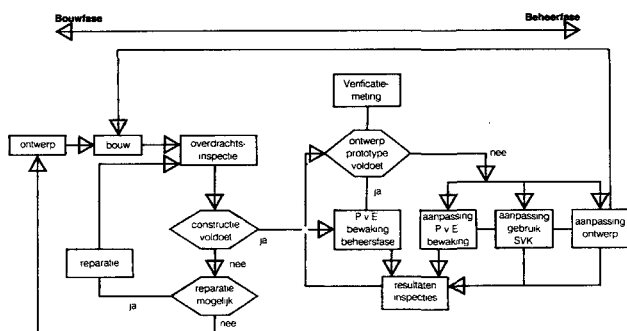 Bouwfase
Beheerfase
Verificatie-
meting
ontwerp
bouw
overdrachts-
inspectie
ontwerp
prototype
voldoet
nee
ja
constructie
voldoet
ja
P v E
bewaking
beheersfase
aanpassing
P v E
bewaking
aanpassing
gebruik
SVK
aanpassing
ontwerp
reparatie
nee
reparatie
mogelijk
ja
nee
resultaten
inspecties